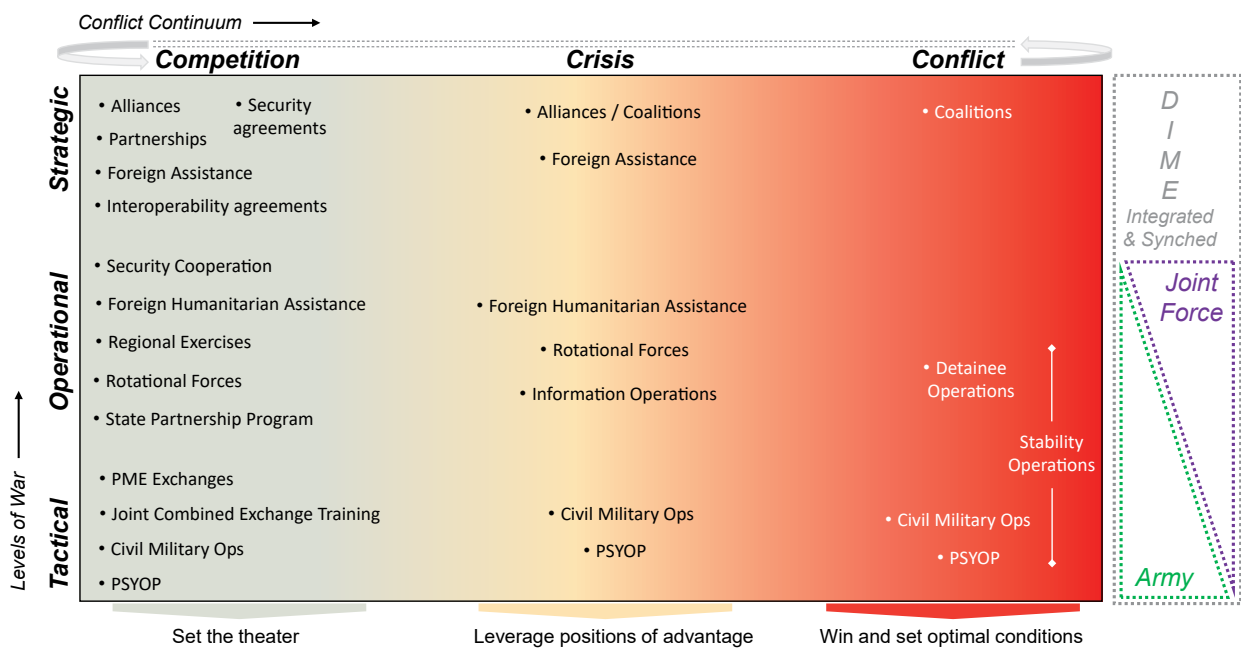 Conflict Continuum
Competition
Crisis
Conflict
Strategic
• Alliances
• Security
agreements
• Partnerships
• Foreign Assistance
• Interoperability agreements
• Alliances / Coalitions
• Foreign Assistance
• Coalitions
Operational
• Security Cooperation
• Foreign Humanitarian Assistance
• Regional Exercises
• Rotational Forces
• State Partnership Program
• Foreign Humanitarian Assistance
• Rotational Forces
• Information Operations
• Detainee
Operations
Stability
Operations
Tactical
• PME Exchanges
• Joint Combined Exchange Training
• Civil Military Ops
• PSYOP
• Civil Military Ops
• PSYOP
• Civil Military Ops
• PSYOP
Levels of War
D
I
M
E
Integrated
& Synched
Joint
Force
Army
Set the theater
Leverage positions of advantage
Win and set optimal conditions